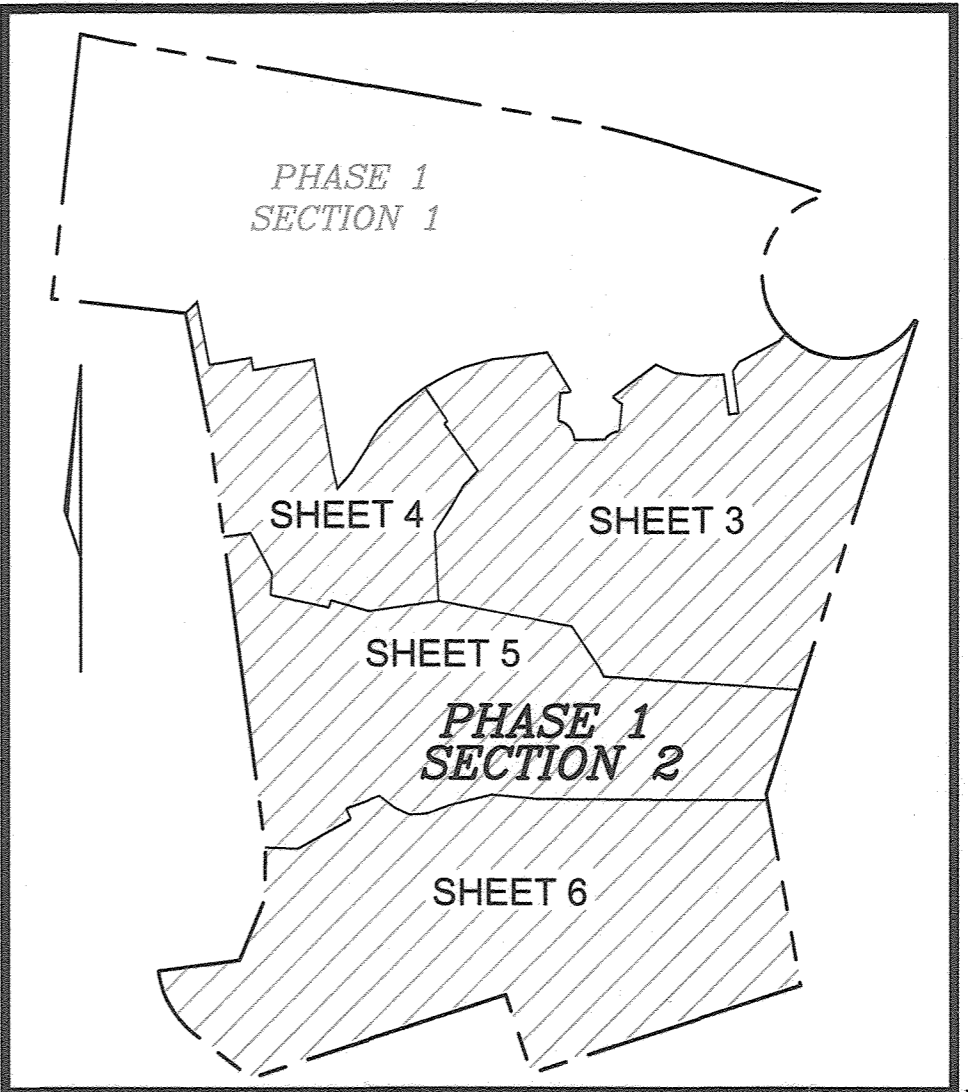 PHASE 1
SECTION 1
SHEET 4
SHEET 3
SHEET 5
PHASE 1
SECTION 2
SHEET 6